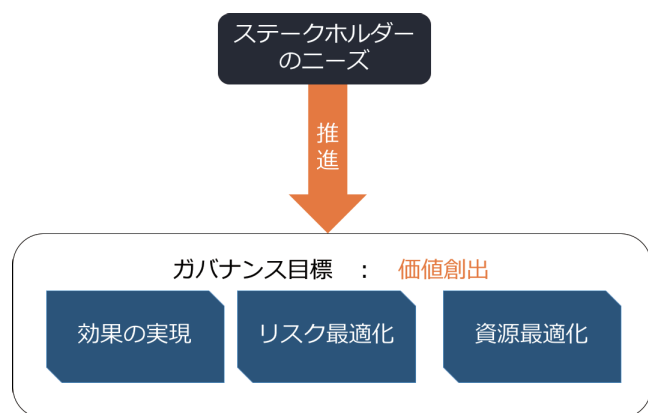 ステークホルダー
のニーズ
推
進
ガバナンス目標 : 価値創出
効果の実現
リスク最適化
資源最適化